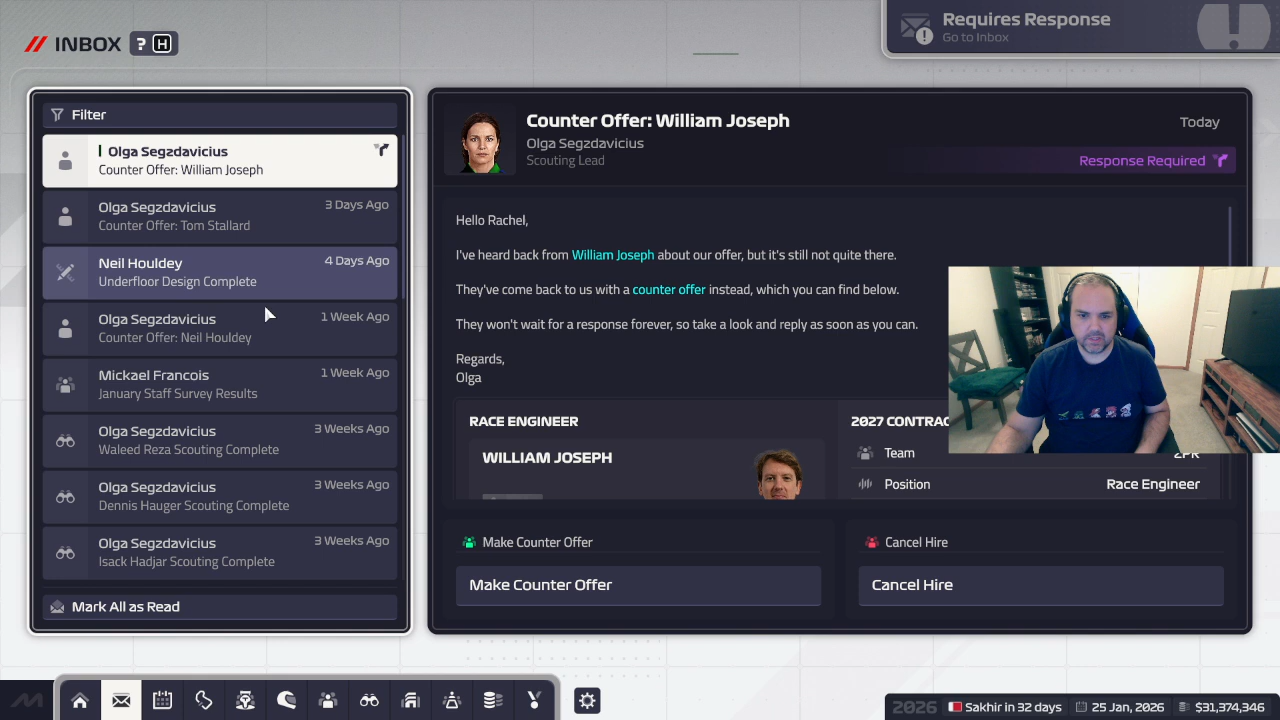 INBOX ? H
Requires Response
Go to Inbox
Filter
Olga Segzdavicius
Counter Offer: William Joseph
Olga Segzdavicius 3 Days Ago
Counter Offer: Tom Stallard
Neil Houldey 4 Days Ago
Underfloor Design Complete
Olga Segzdavicius 1 Week Ago
Counter Offer: Neil Houldey
Mickael Francois 1 Week Ago
January Staff Survey Results
Olga Segzdavicius 3 Weeks Ago
Waleed Reza Scouting Complete
Olga Segzdavicius 3 Weeks Ago
Dennis Hauger Scouting Complete
Olga Segzdavicius 3 Weeks Ago
Isack Hadjar Scouting Complete
Mark All as Read
Counter Offer: William Joseph
Today
Olga Segzdavicius
Scouting Lead
Response Required
Hello Rachel,
I've heard back from William Joseph about our offer, but it's still not quite there.
They've come back to us with a counter offer instead, which you can find below.
They won't wait for a response forever, so take a look and reply as soon as you can.
Regards,
Olga
RACE ENGINEER
WILLIAM JOSEPH
2027 CONTRAC
Team
Position Race Engineer
Make Counter Offer
Make Counter Offer
Cancel Hire
Cancel Hire
2026 Sakhir in 32 days 25 Jan, 2026 $31,374,346